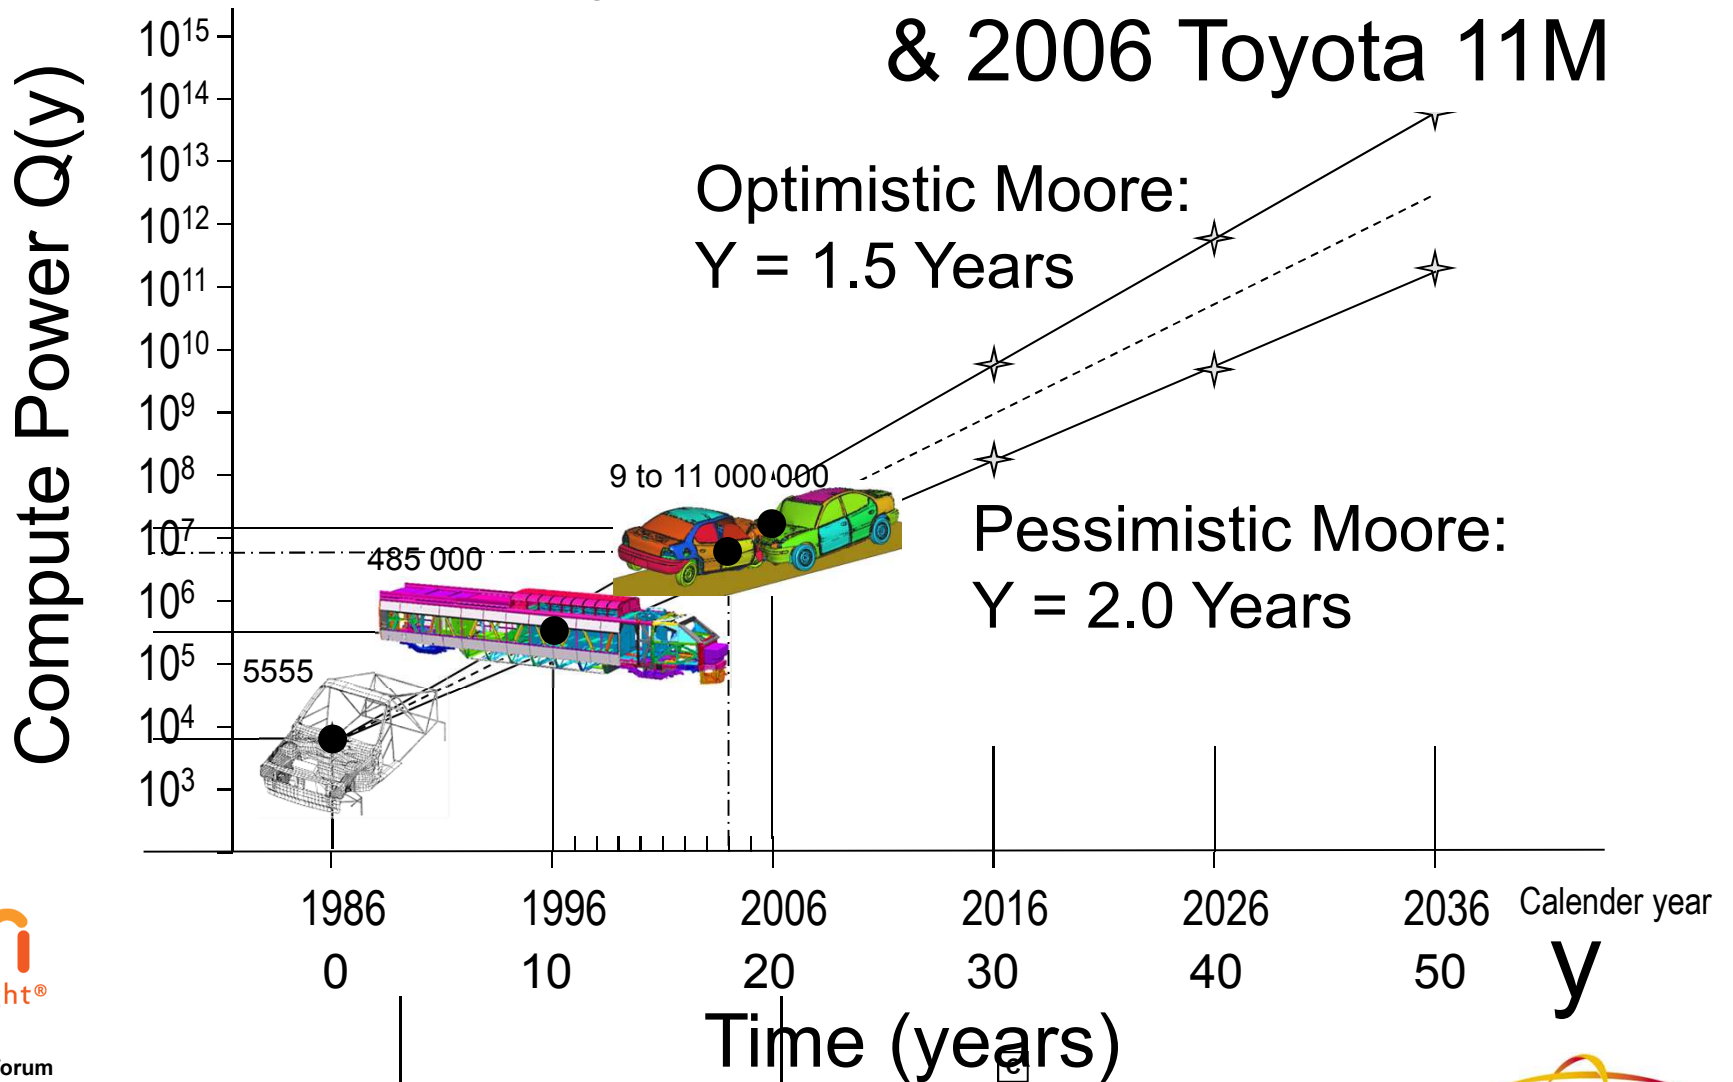 & 2006 Toyota 11M
Compute Power Q(y)
10¹⁵
10¹⁴
10¹³
10¹²
10¹¹
10¹⁰
10⁹
10⁸
10⁷
10⁶
10⁵
10⁴
10³
Optimistic Moore:
Y = 1.5 Years
9 to 11 000 000
485 000
5555
Pessimistic Moore:
Y = 2.0 Years
1986 1996 2006 2016 2026 2036 Calender year
0 10 20 30 40 50 y
Time (years)
ht®
orum